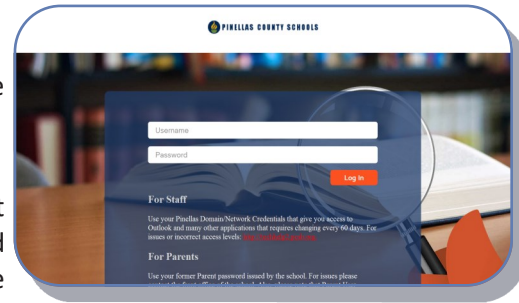 PINELLAS COUNTY SCHOOLS
Username
Password
Log In
For Staff
Use your Pinellas Domain/Network Credentials that give you access to
Outlook and many other applications that requires changing every 60 days. For
issues or incorrect access levels:
For Parents
Use your former Parent password issued by the school. For issues please